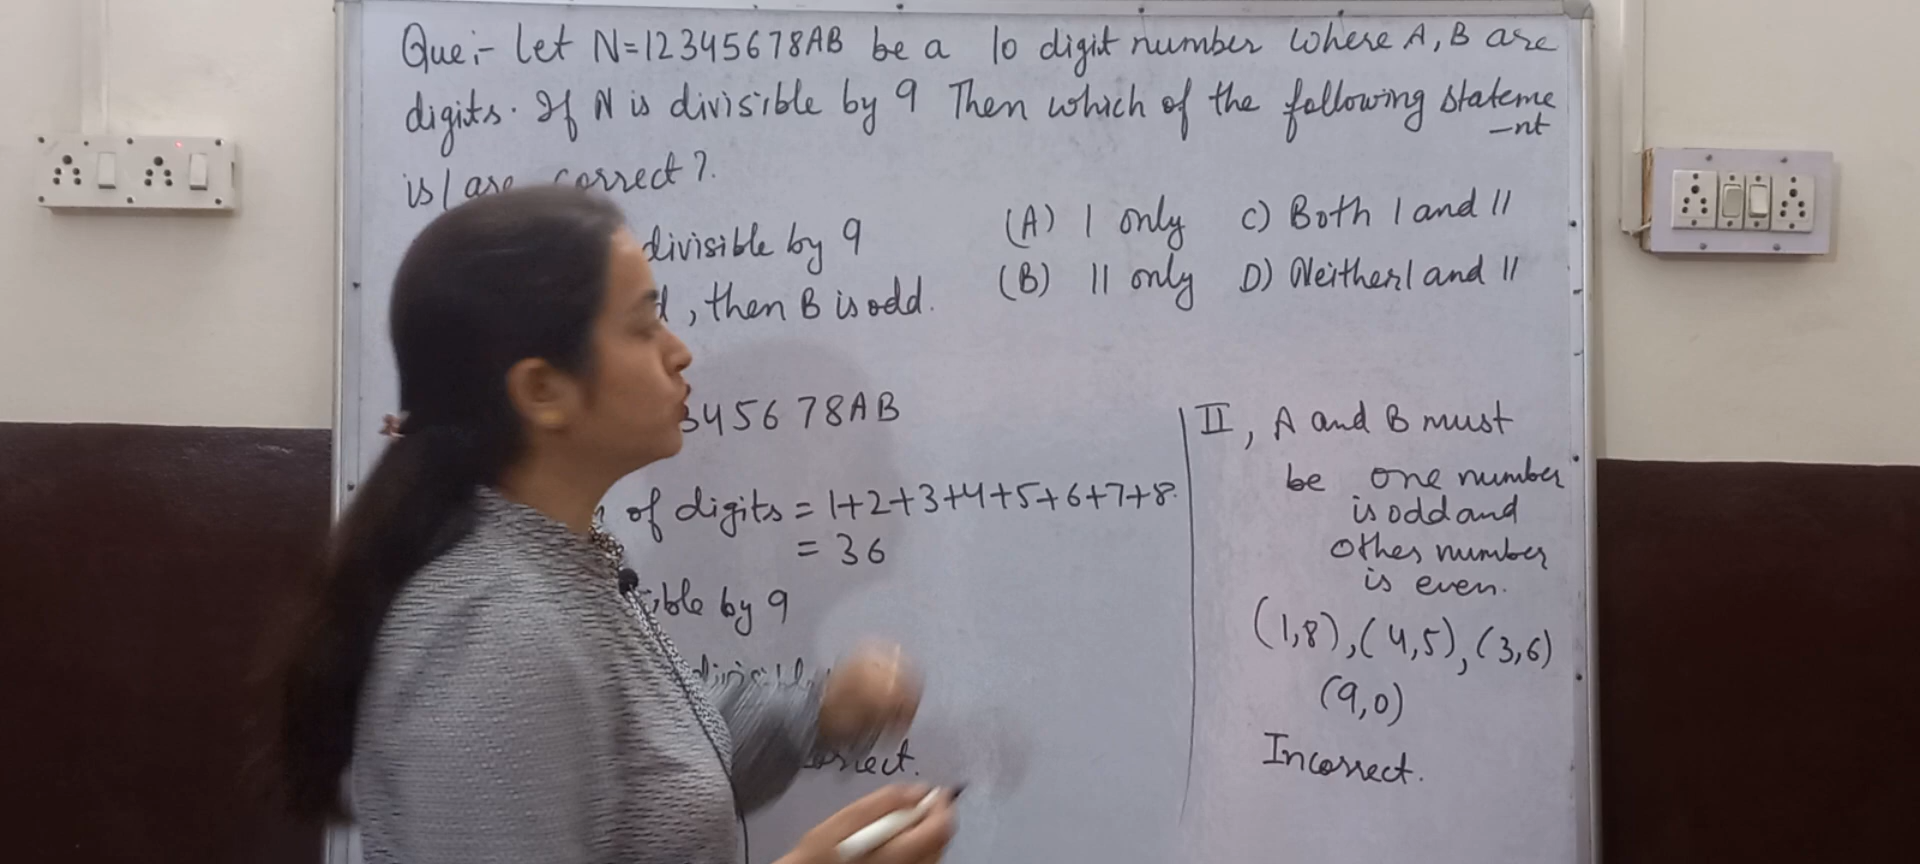 Que:- Let N=12345678AB be a 10 digit number where A, B are
digits. If N is divisible by 9 Then which of the following stateme
-nt
is/are correct?
divisible by 9
, then B is odd.
(A) I only C) Both I and II
(B) II only D) Neither I and II
345678AB
of digits = 1+2+3+4+5+6+7+8.
= 36
by 9
II, A and B must
be one number
is odd and
other number
is even.
(1,8), (4,5), (3,6)
(9,0)
Incorrect.